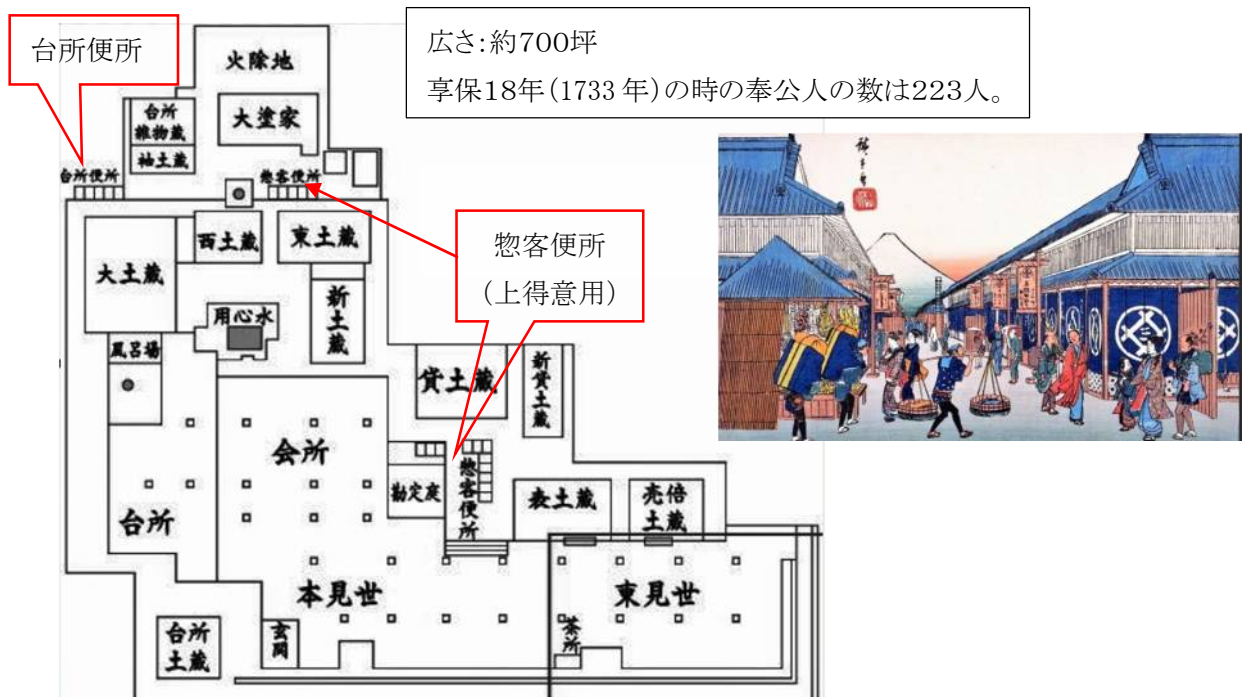 台所便所
広さ:約700坪
享保18年(1733 年)の時の奉公人の数は223人。
火除地
大塗家
台所
雑物蔵
袖土蔵
台所便所
惣客便所
惣客便所
(上得意用)
西土蔵
東土蔵
大土蔵
新土蔵
用心水
風呂場
貸土蔵
新貸土蔵
会所
勘定庭
惣客便所
表土蔵
売倍
土蔵
台所
本見世
東見世
茶所
台所
土蔵
玄関